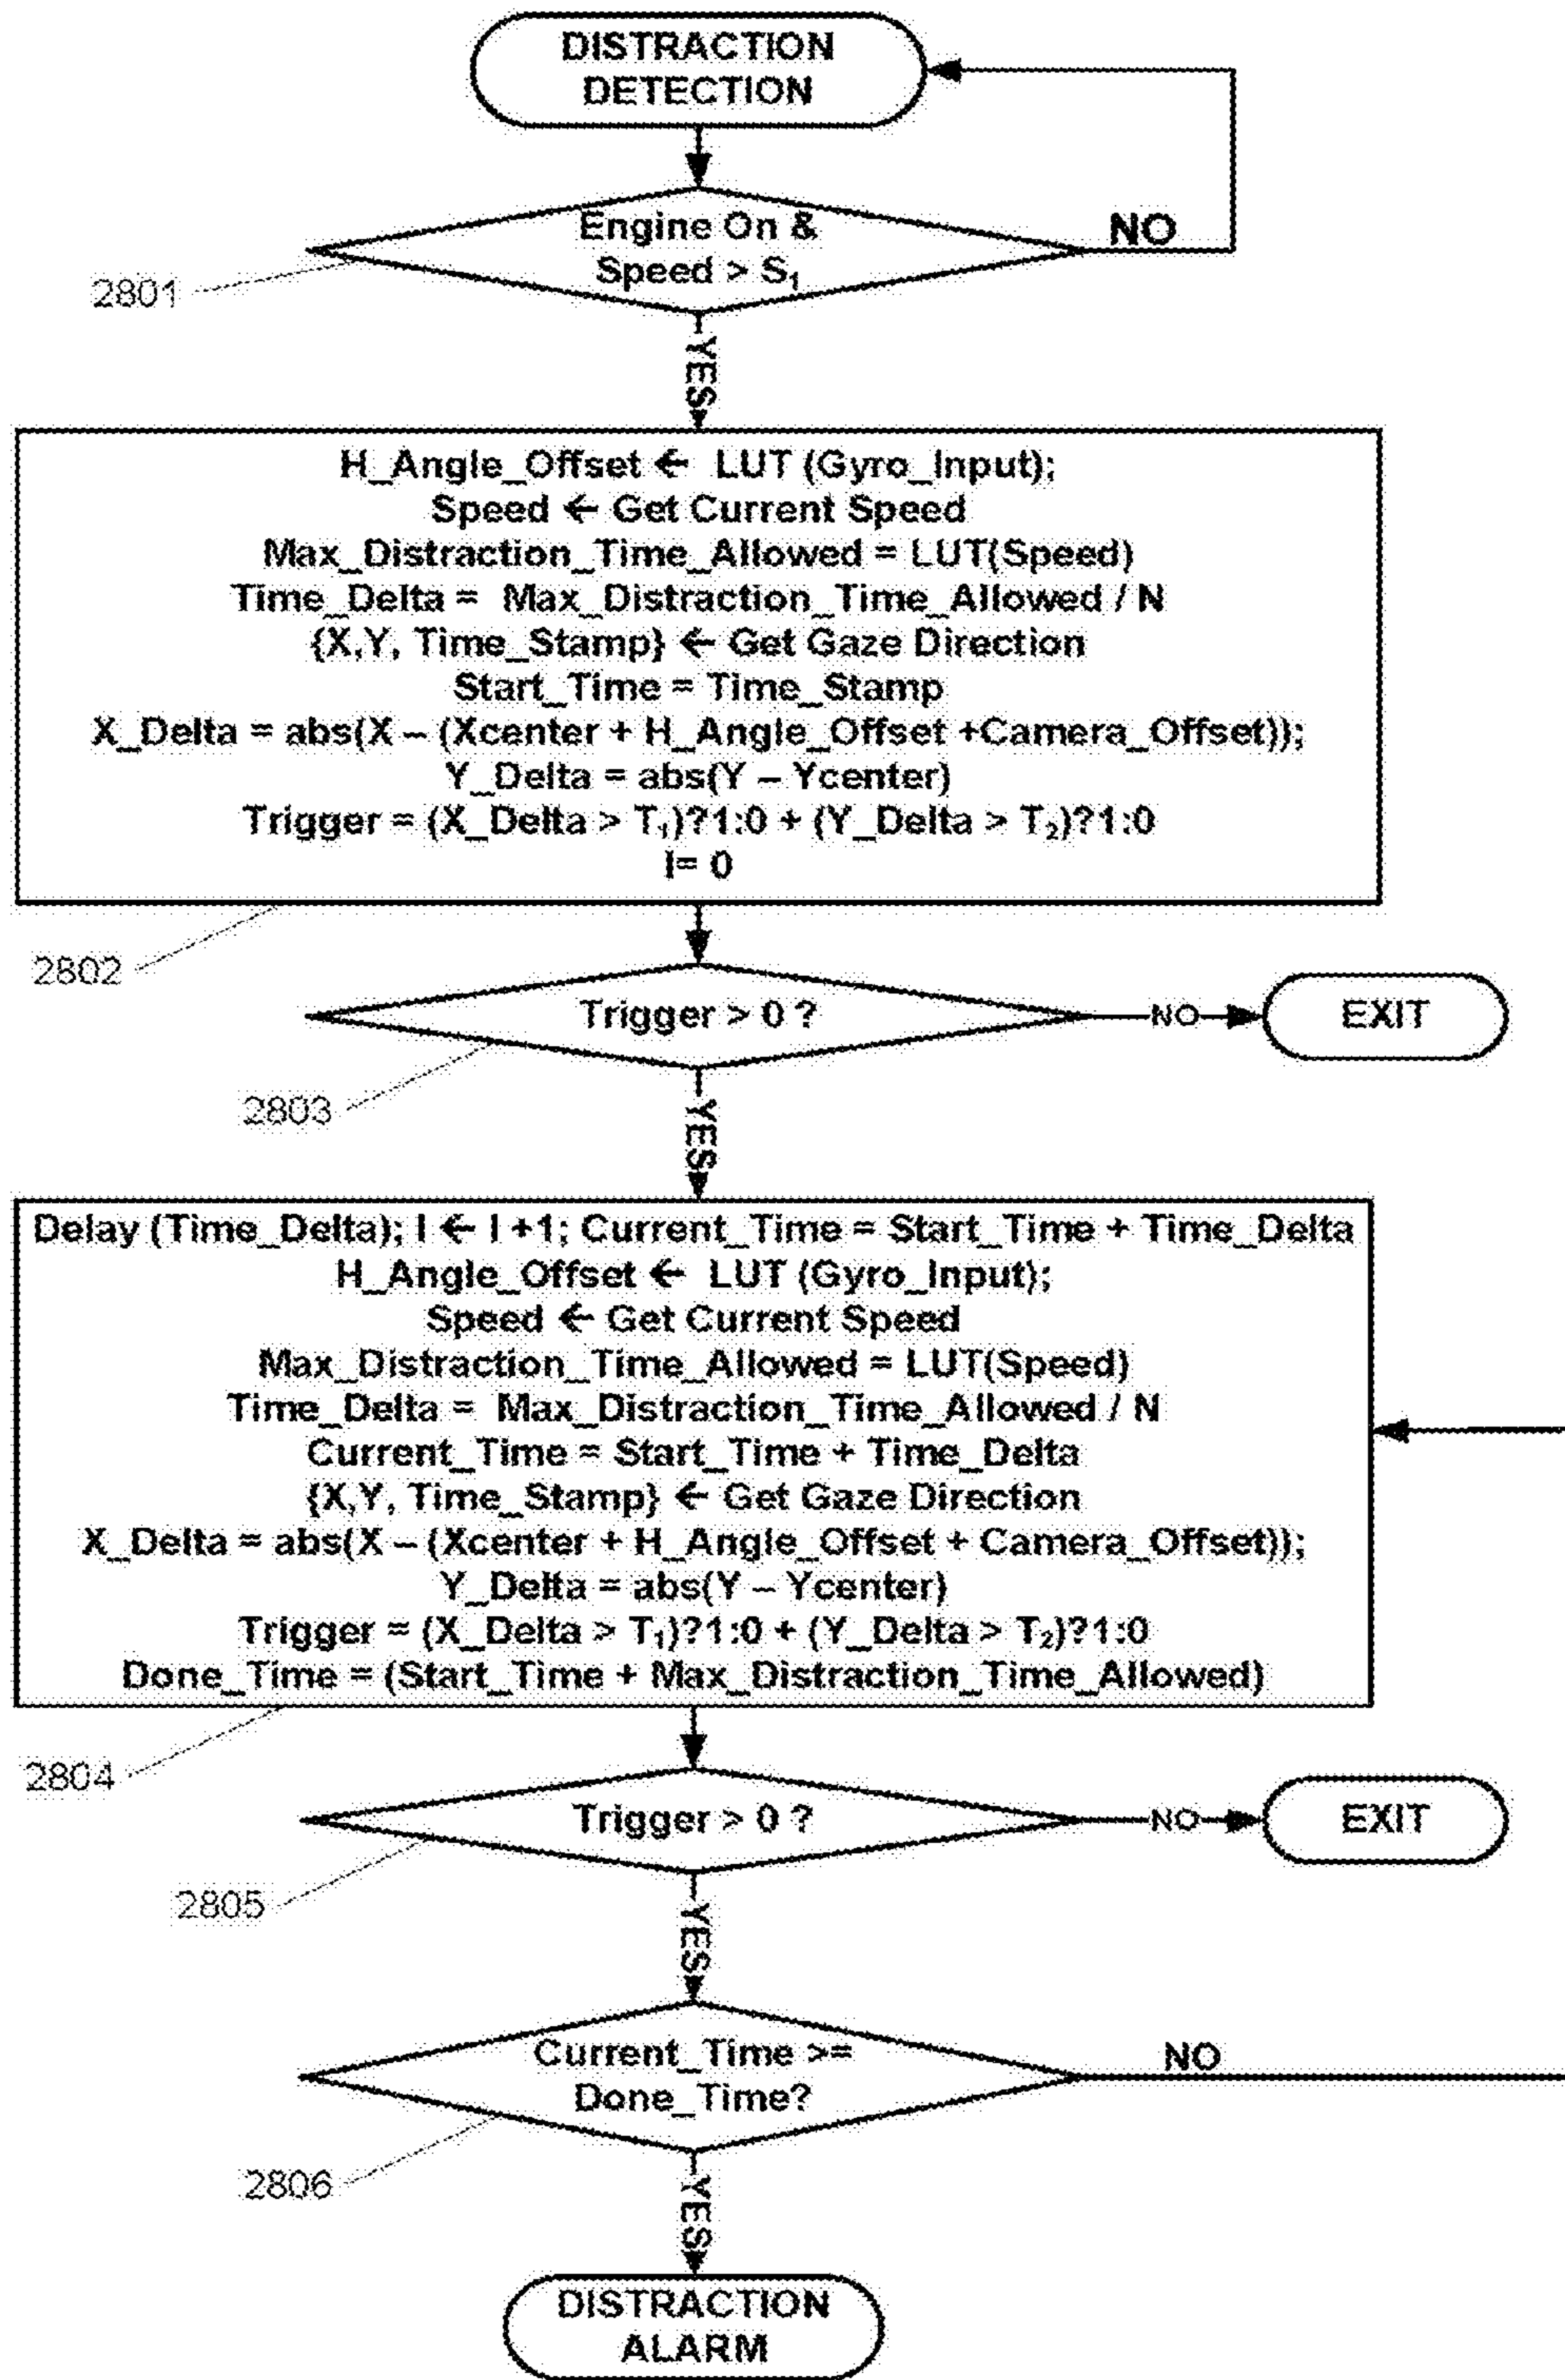 DISTRACTION
DETECTION
Engine On &
Speed > S₁
NO
2801
YES
H_Angle_Offset ← LUT (Gyro_Input);
Speed ← Get Current Speed
Max_Distraction_Time_Allowed = LUT(Speed)
Time_Delta = Max_Distraction_Time_Allowed / N
{X,Y, Time_Stamp} ← Get Gaze Direction
Start_Time = Time_Stamp
X_Delta = abs(X – (Xcenter + H_Angle_Offset +Camera_Offset));
Y_Delta = abs(Y – Ycenter)
Trigger = (X_Delta > T₁)?1:0 + (Y_Delta > T₂)?1:0
I= 0
2802
Trigger > 0 ?
NO
EXIT
2803
YES
Delay (Time_Delta); I ← I +1; Current_Time = Start_Time + Time_Delta
H_Angle_Offset ← LUT (Gyro_Input);
Speed ← Get Current Speed
Max_Distraction_Time_Allowed = LUT(Speed)
Time_Delta = Max_Distraction_Time_Allowed / N
Current_Time = Start_Time + Time_Delta
{X,Y, Time_Stamp} ← Get Gaze Direction
X_Delta = abs(X – (Xcenter + H_Angle_Offset + Camera_Offset));
Y_Delta = abs(Y – Ycenter)
Trigger = (X_Delta > T₁)?1:0 + (Y_Delta > T₂)?1:0
Done_Time = (Start_Time + Max_Distraction_Time_Allowed)
2804
Trigger > 0 ?
NO
EXIT
2805
YES
Current_Time >=
Done_Time?
NO
2806
YES
DISTRACTION
ALARM